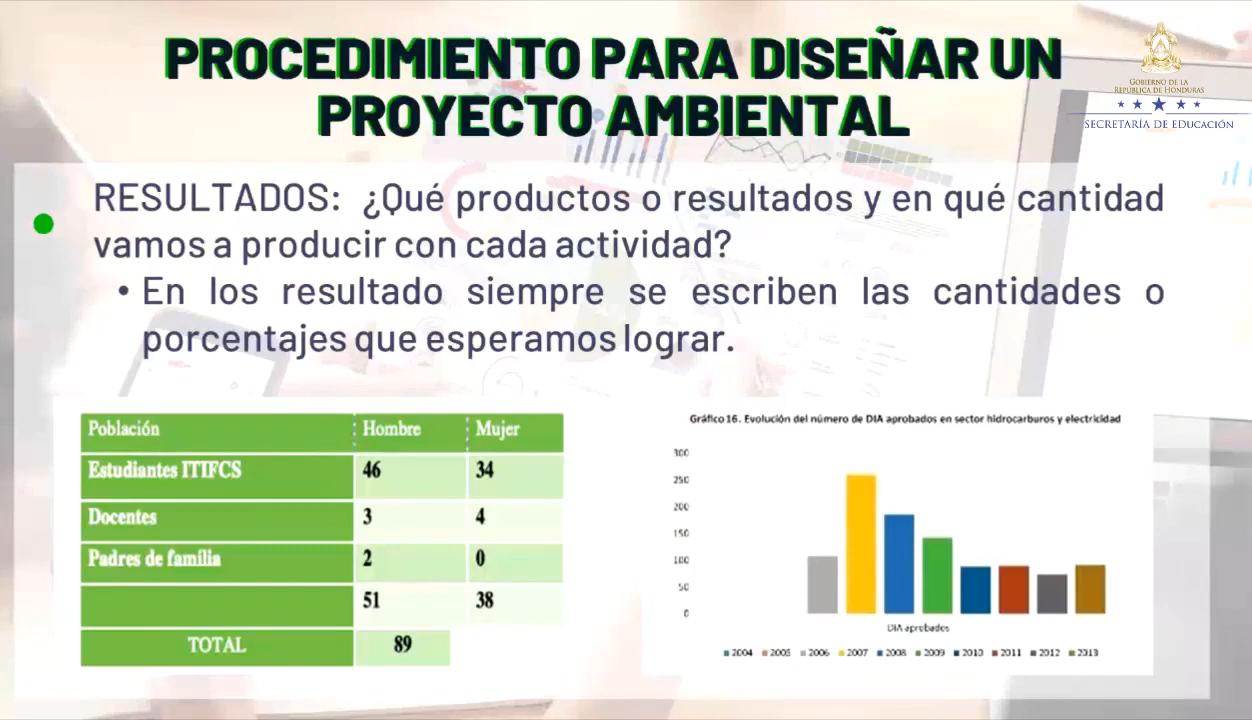 PROCEDIMIENTO PARA DISEÑAR UN
PROYECTO AMBIENTAL
GOBIERNO DE LA
REPÚBLICA DE HONDURAS
SECRETARÍA DE EDUCACIÓN
RESULTADOS: ¿Qué productos o resultados y en qué cantidad
vamos a producir con cada actividad?
• En los resultado siempre se escriben las cantidades o
porcentajes que esperamos lograr.
Población Hombre Mujer
Estudiantes ITIFCS 46 34
Docentes 3 4
Padres de família 2 0
51 38
TOTAL 89
Gráfico 16. Evolución del número de DIA aprobados en sector hidrocarburos y electricidad
300
250
200
150
100
50
0
DIA aprobados
2004 2005 2006 2007 2008 2009 2010 2011 2012 2013